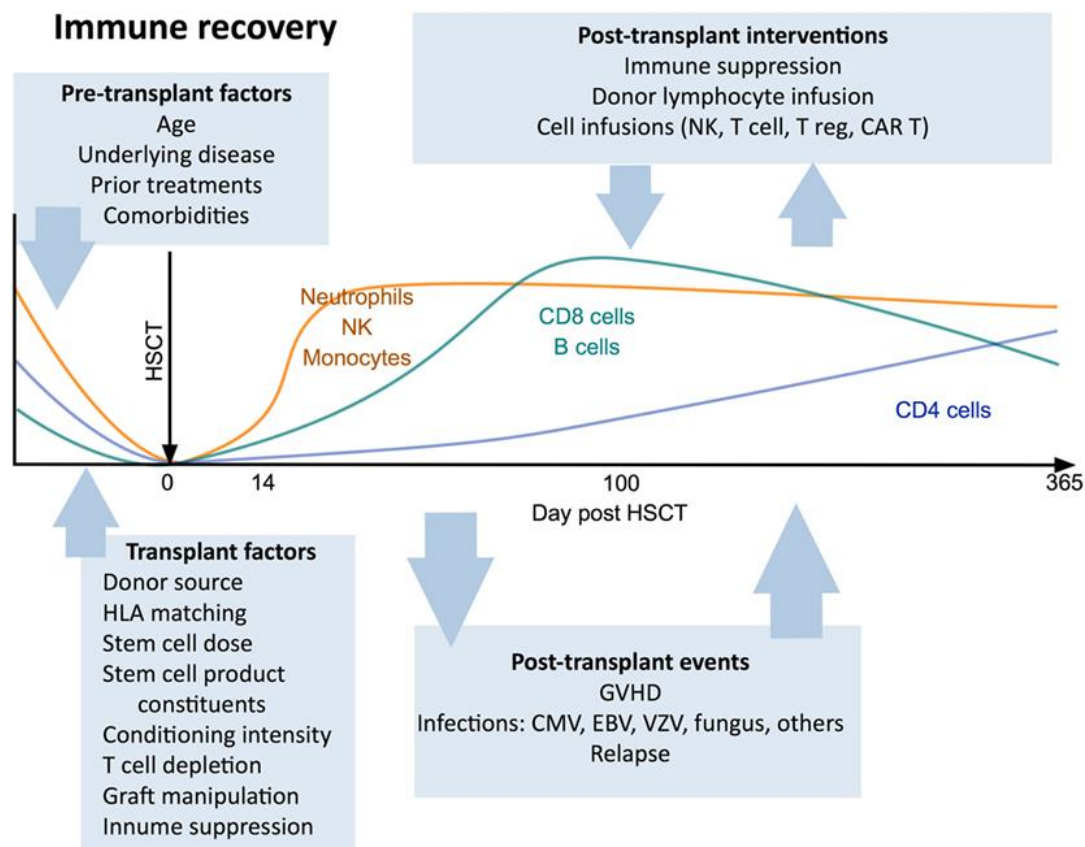 Immune recovery
Pre-transplant factors
Age
Underlying disease
Prior treatments
Comorbidities
Post-transplant interventions
Immune suppression
Donor lymphocyte infusion
Cell infusions (NK, T cell, T reg, CAR T)
HSCT
Neutrophils
NK
Monocytes
CD8 cells
B cells
CD4 cells
0
14
100
365
Day post HSCT
Transplant factors
Donor source
HLA matching
Stem cell dose
Stem cell product
constituents
Conditioning intensity
T cell depletion
Graft manipulation
Innume suppression
Post-transplant events
GVHD
Infections: CMV, EBV, VZV, fungus, others
Relapse